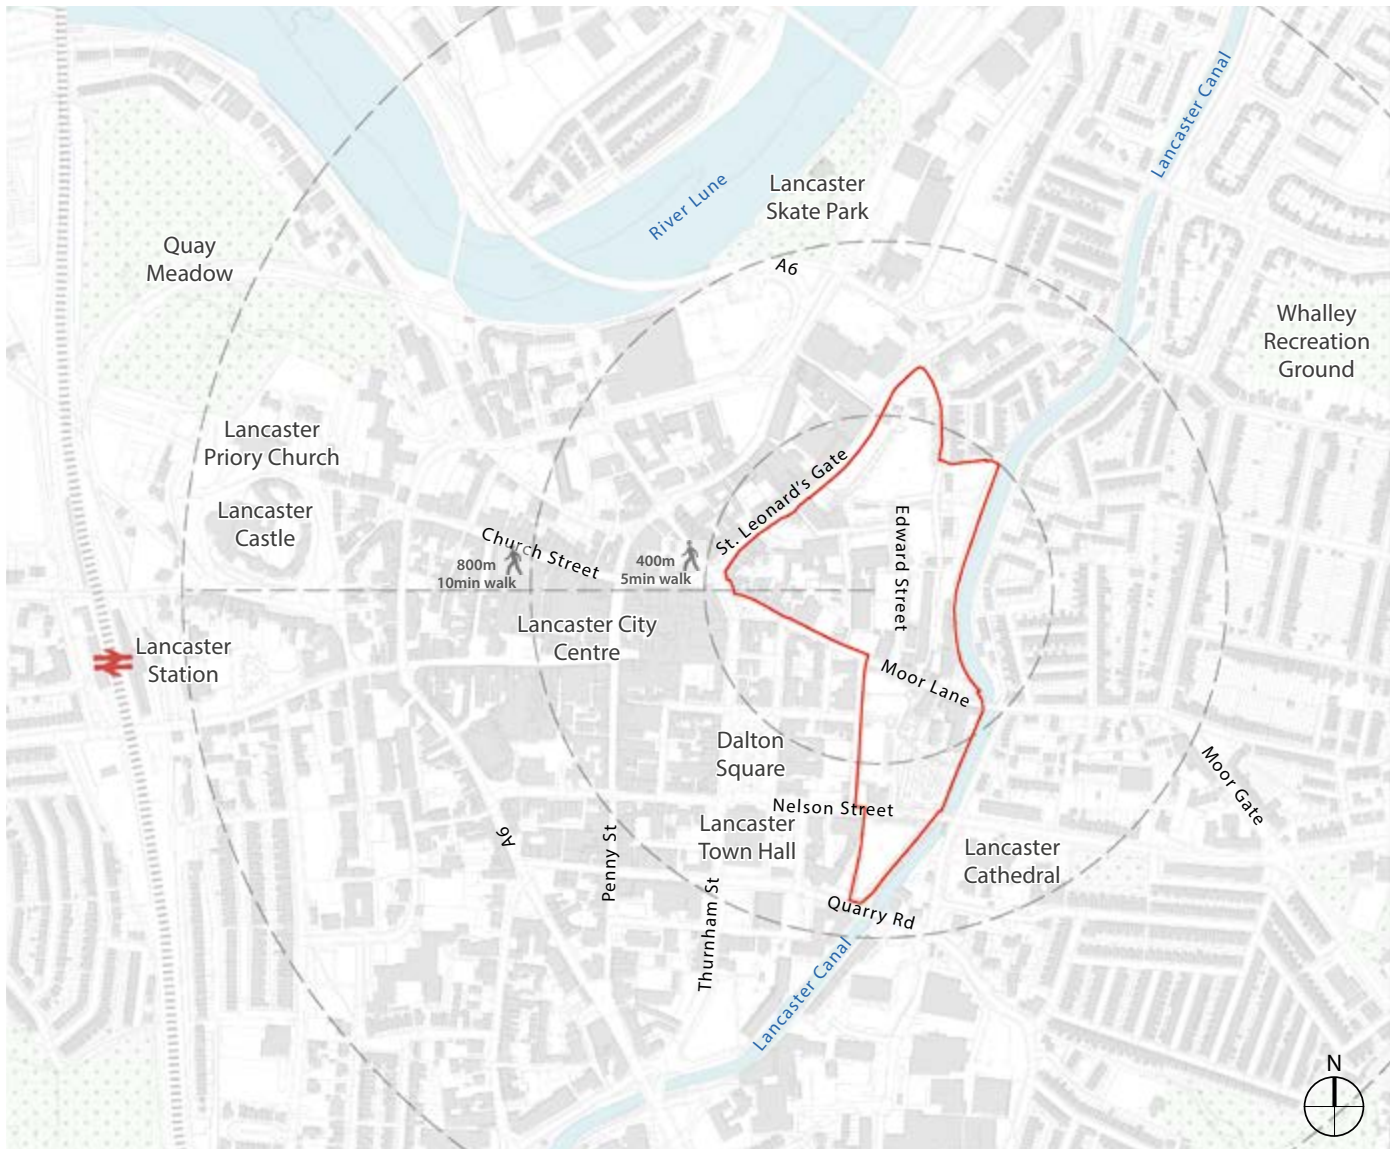 Lancaster Canal
Lancaster
Skate Park
River Lune
Quay
Meadow
A6
Whalley
Recreation
Ground
Lancaster
Priory Church
St. Leonard's Gate
Lancaster
Castle
Church Street
Edward Street
800m
10min walk
400m
5min walk
Lancaster City
Centre
Lancaster
Station
Moor Lane
Dalton
Square
Moor Gate
Nelson Street
Lancaster
Town Hall
A6
Penny St
Lancaster
Cathedral
Thurnham St
Quarry Rd
Lancaster Canal
N